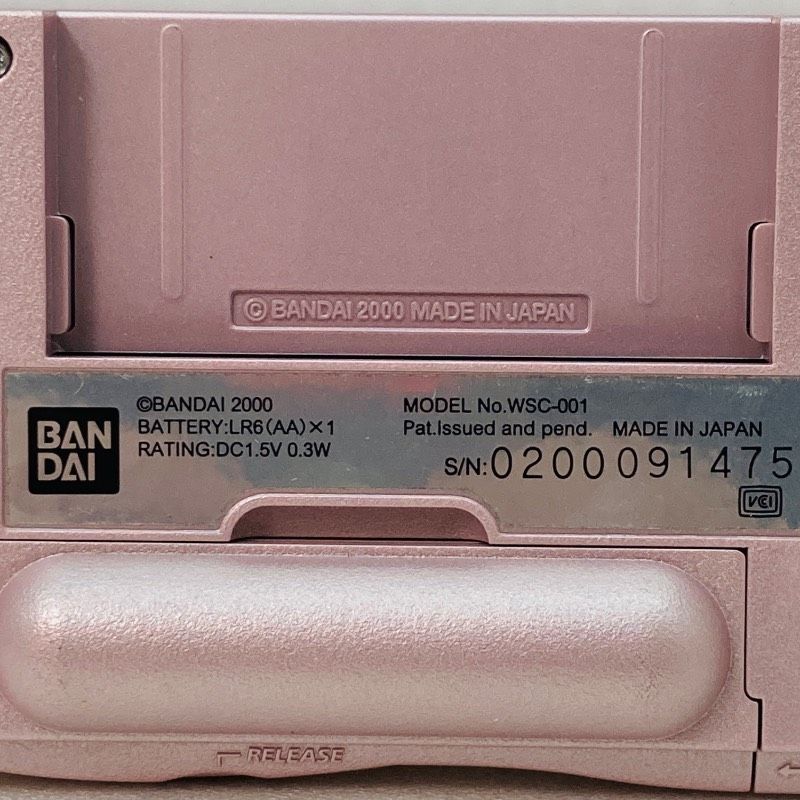 © BANDAI 2000 MADE IN JAPAN
BAN
DAI
©BANDAI 2000
BATTERY:LR6(AA)×1
RATING:DC1.5V 0.3W
MODEL No.WSC-001
Pat.Issued and pend. MADE IN JAPAN
S/N:0200091475
VCI
RELEASE